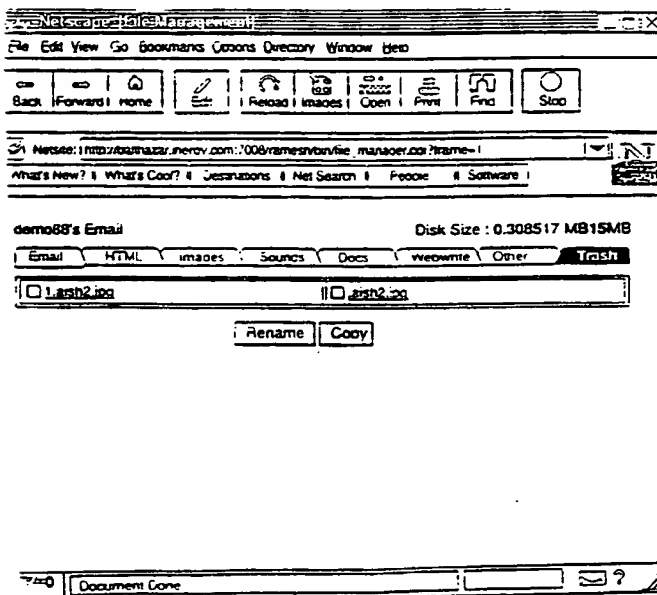 Netscape - [File Management]
File Edit View Go Bookmarks Options Directory Window Help
Back Forward Home Edit Reload Images Open Print Find Stop
Netsite:
What's New? What's Cool? Destinations Net Search People Software
demo88's Email Disk Size : 0.308517 MB15MB
Email HTML Images Sounds Docs Webwrite Other Trash
Rename Copy
Document Done ?